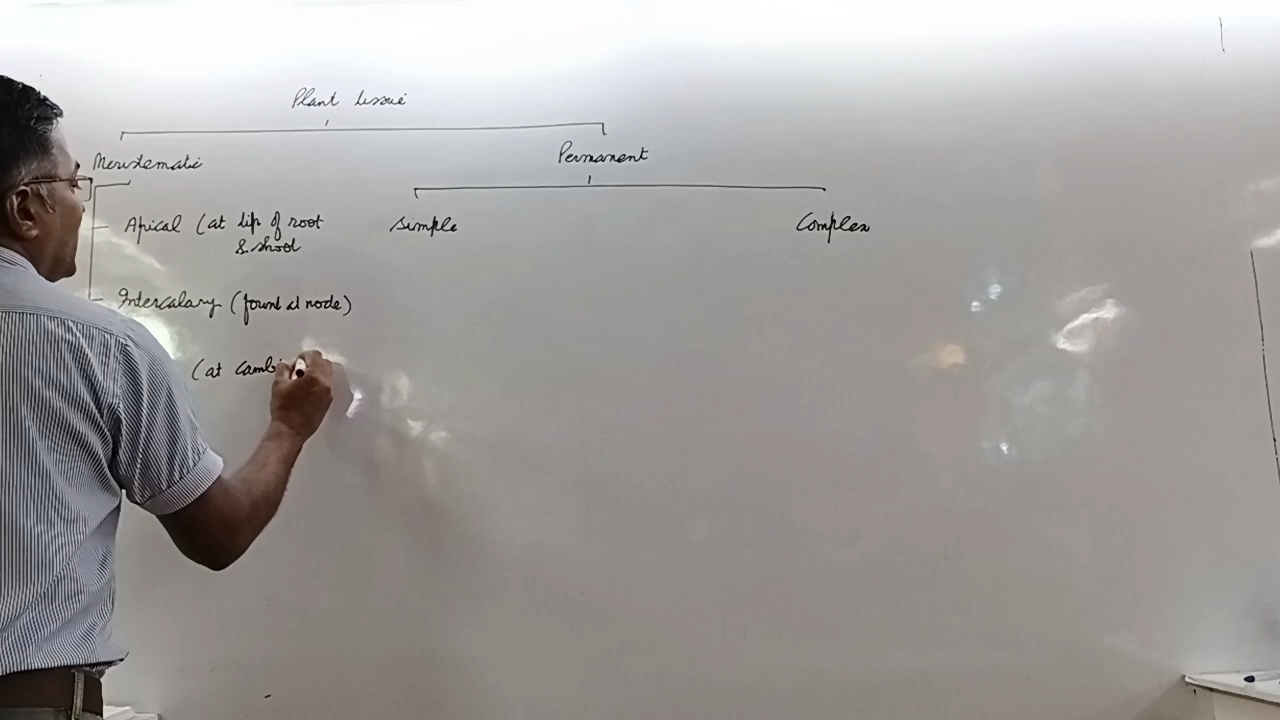 Plant tissue
Meristematic
Permanent
Apical (at tip of root
& shoot
Simple
Complex
Intercalary (found at node)
(at camb